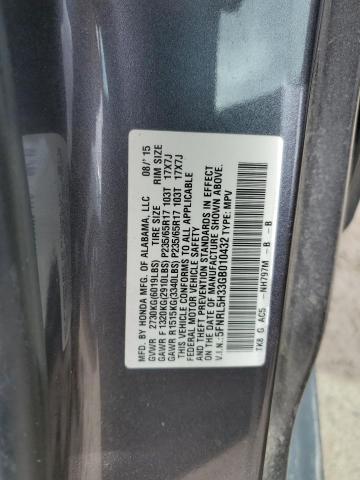 MFD. BY HONDA MFG. OF ALABAMA, LLC 08/'15
TIRE SIZE RIM SIZE
GVWR 2730KG(6019LBS)
GAWR F 1320KG(2910LBS) P235/65R17 103T 17X7J
GAWR R 1515KG(3340LBS) P235/65R17 103T 17X7J
THIS VEHICLE CONFORMS TO ALL APPLICABLE
FEDERAL MOTOR VEHICLE SAFETY
AND THEFT PREVENTION STANDARDS IN EFFECT
ON THE DATE OF MANUFACTURE SHOWN ABOVE.
V.I.N.: 5FNRL5H33GB010432 TYPE: MPV
TK8 G AC5 NH797M - B - B